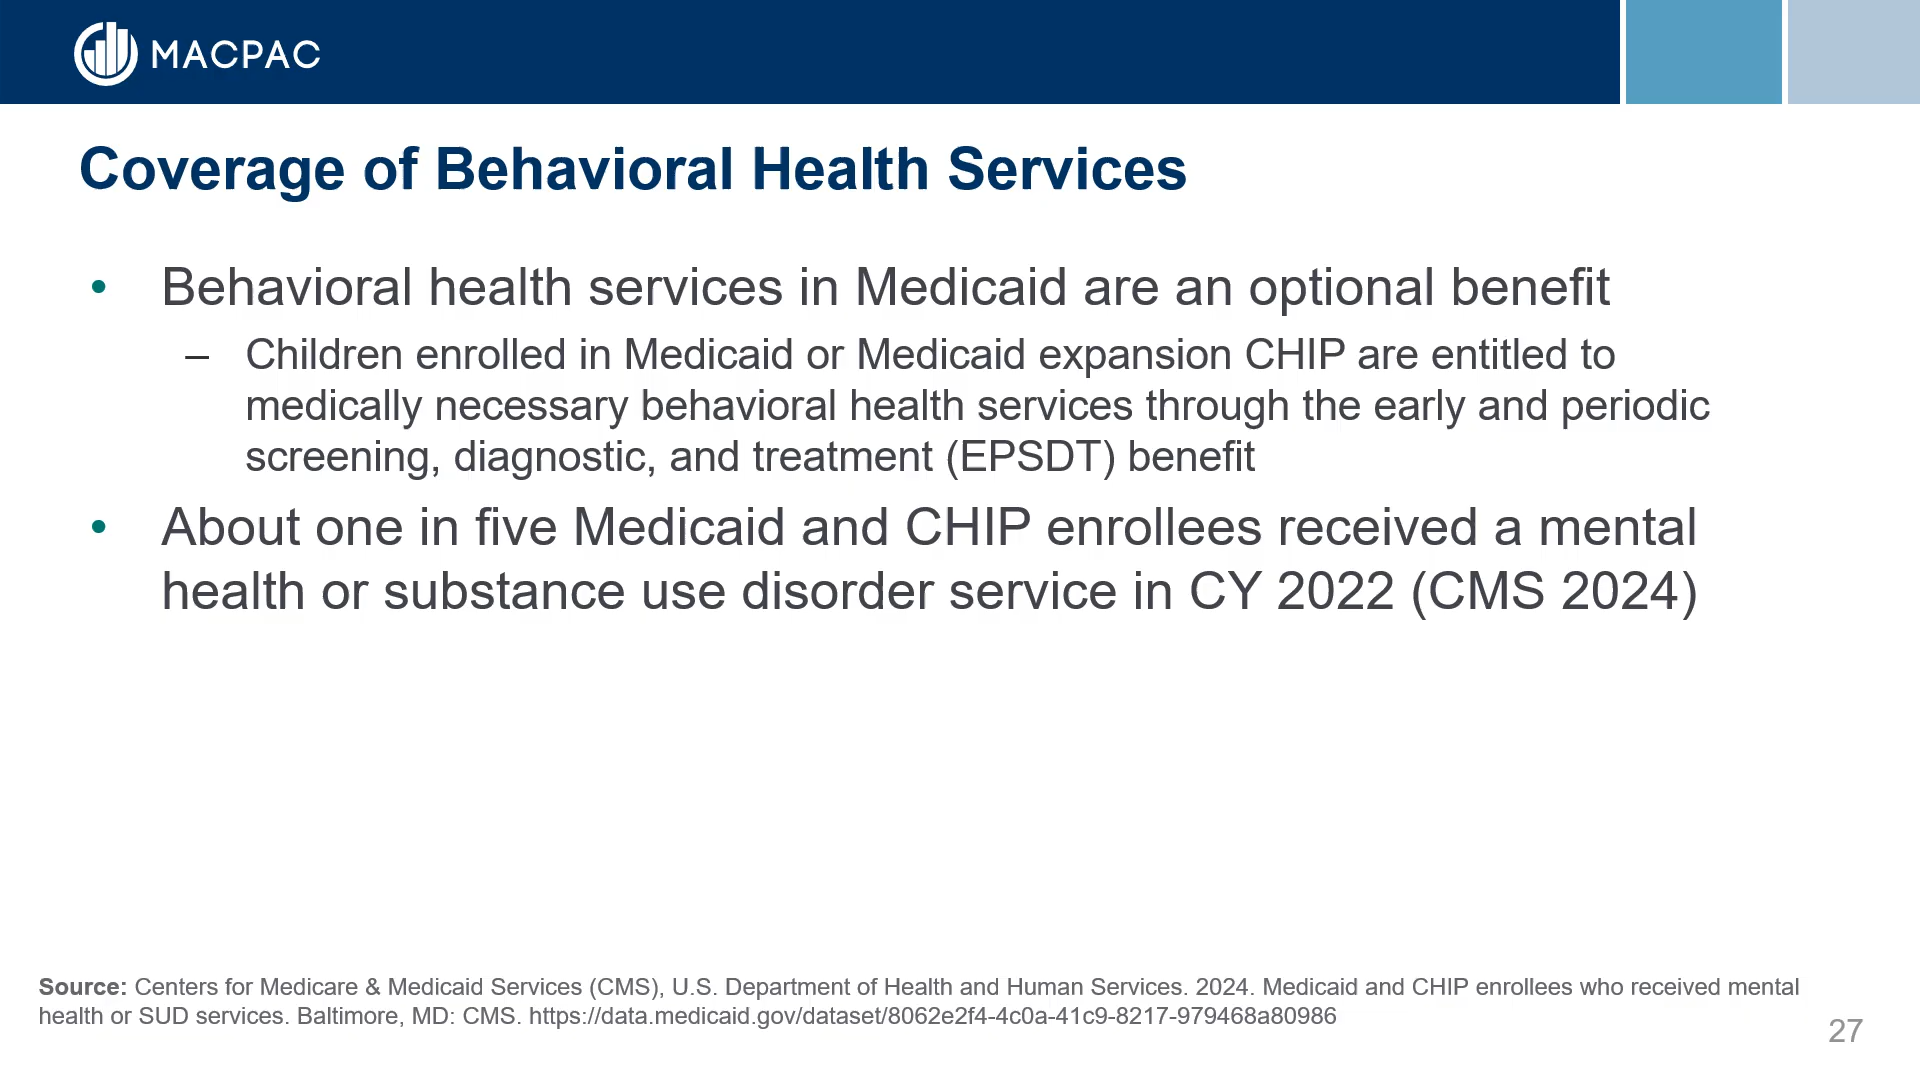 MACPAC
Coverage of Behavioral Health Services
• Behavioral health services in Medicaid are an optional benefit
– Children enrolled in Medicaid or Medicaid expansion CHIP are entitled to
medically necessary behavioral health services through the early and periodic
screening, diagnostic, and treatment (EPSDT) benefit
• About one in five Medicaid and CHIP enrollees received a mental
health or substance use disorder service in CY 2022 (CMS 2024)
Source: Centers for Medicare & Medicaid Services (CMS), U.S. Department of Health and Human Services. 2024. Medicaid and CHIP enrollees who received mental
health or SUD services. Baltimore, MD: CMS. https://data.medicaid.gov/dataset/8062e2f4-4c0a-41c9-8217-979468a80986
27